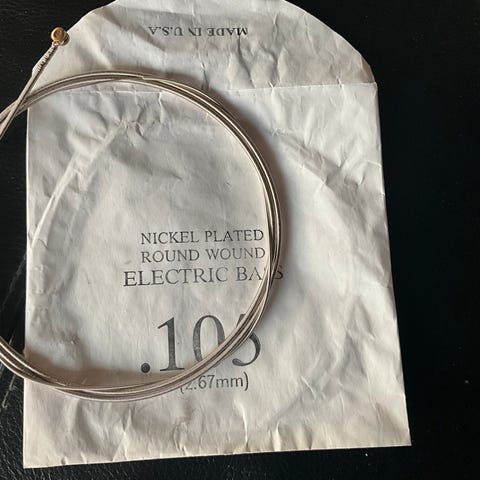 MADE IN U.S.A
NICKEL PLATED
ROUND WOUND
ELECTRIC BASS
.105
(2.67mm)